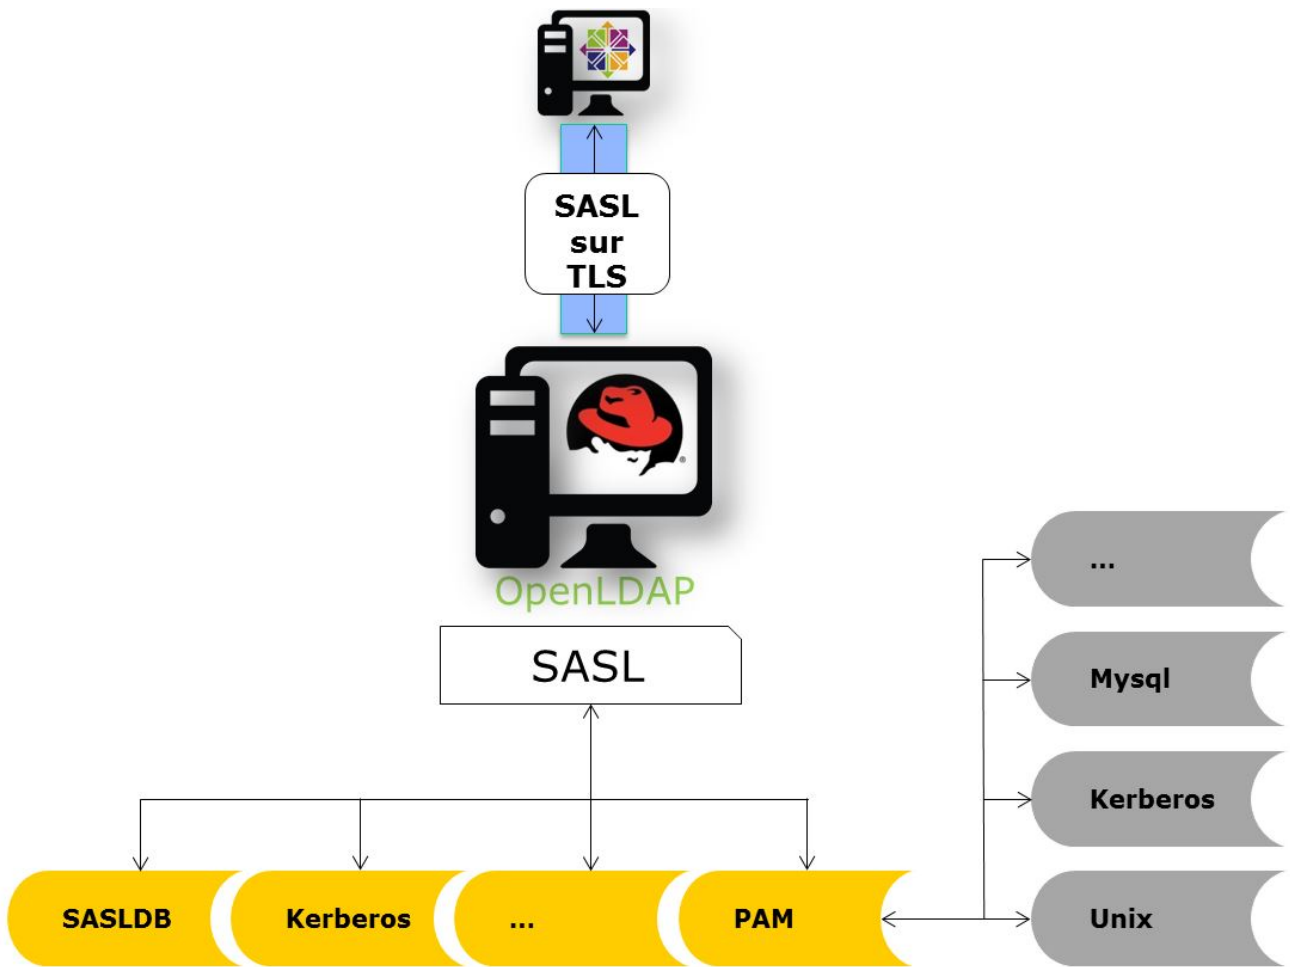 SASL
sur
TLS
OpenLDAP
SASL
...
Mysql
Kerberos
Unix
SASLDB
Kerberos
...
PAM